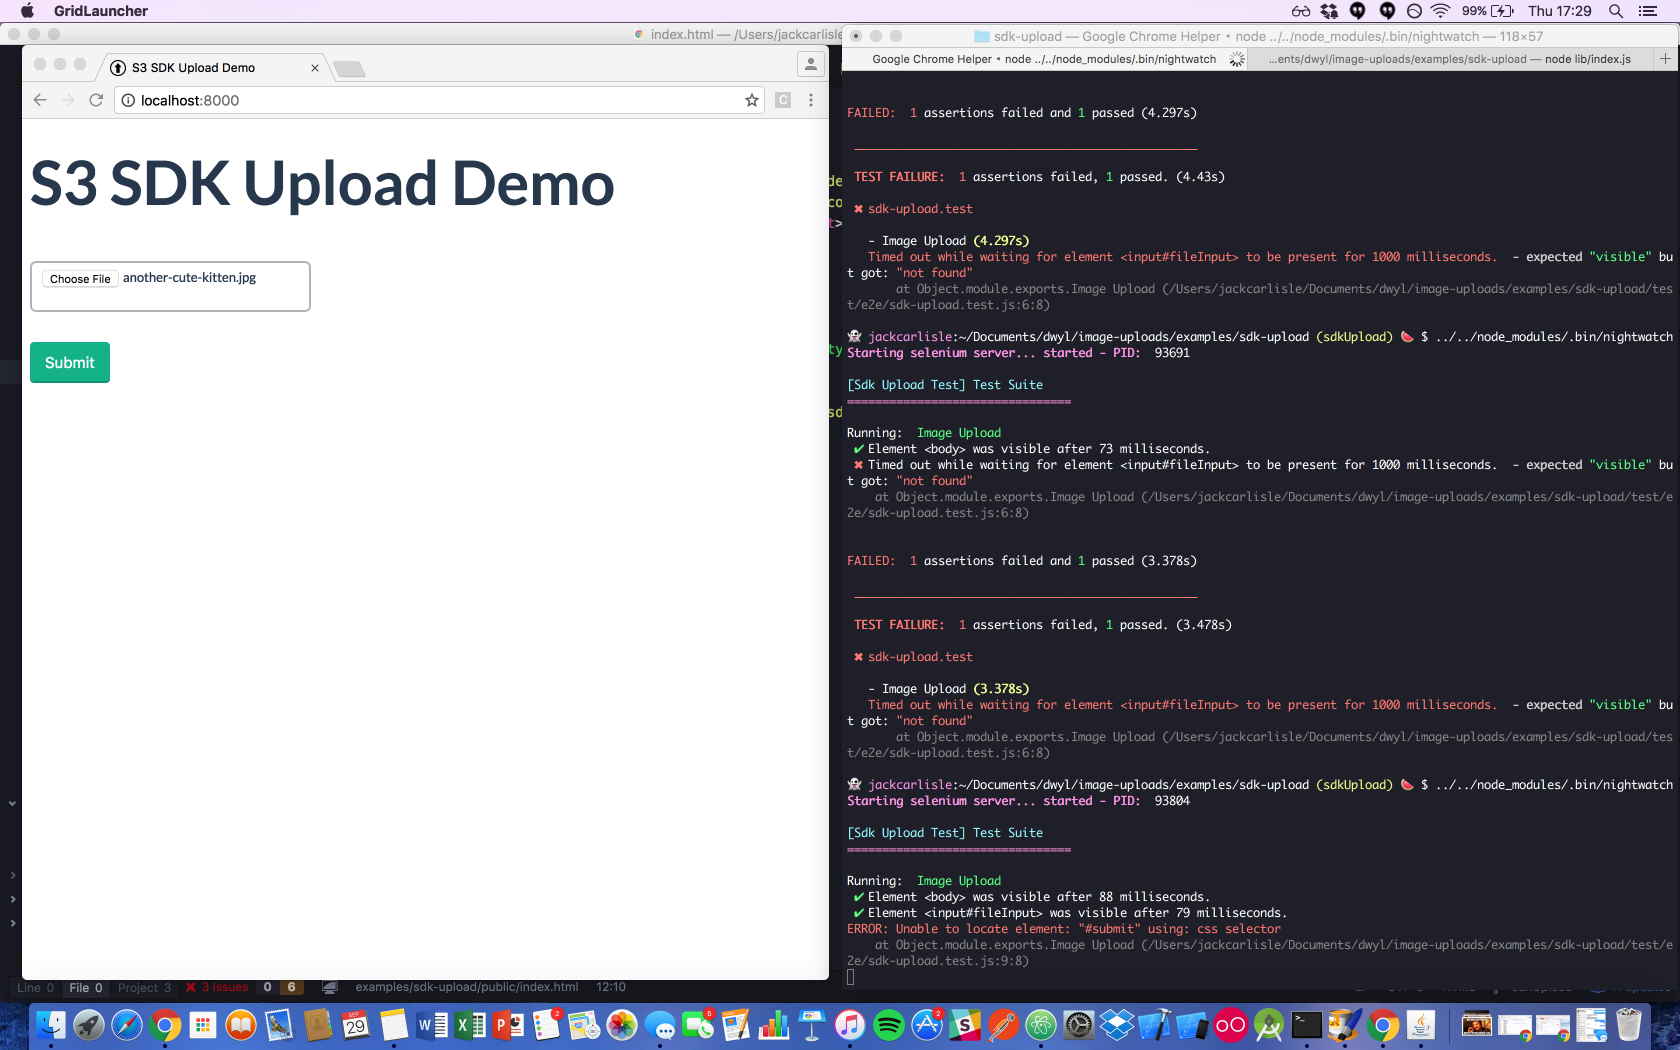 GridLauncher
99%
Thu 17:29
index.html — /Users/jackcarlisle
S3 SDK Upload Demo
localhost:8000
C
S3 SDK Upload Demo
Choose File another-cute-kitten.jpg
Submit
de
co
t>
ty
sd
Line 0 File 0 Project 3 ✖ 3 Issues 0 6 examples/sdk-upload/public/index.html 12:10
sdk-upload — Google Chrome Helper • node ../../node_modules/.bin/nightwatch — 118×57
Google Chrome Helper • node ../../node_modules/.bin/nightwatch
...ents/dwyl/image-uploads/examples/sdk-upload — node lib/index.js
FAILED: 1 assertions failed and 1 passed (4.297s)
TEST FAILURE: 1 assertions failed, 1 passed. (4.43s)
✖ sdk-upload.test
- Image Upload (4.297s)
Timed out while waiting for element <input#fileInput> to be present for 1000 milliseconds. - expected "visible" bu
t got: "not found"
at Object.module.exports.Image Upload (/Users/jackcarlisle/Documents/dwyl/image-uploads/examples/sdk-upload/tes
t/e2e/sdk-upload.test.js:6:8)
jackcarlisle:~/Documents/dwyl/image-uploads/examples/sdk-upload (sdkUpload) 🍉 $ ../../node_modules/.bin/nightwatch
Starting selenium server... started - PID: 93691
[Sdk Upload Test] Test Suite
================================
Running: Image Upload
✔ Element <body> was visible after 73 milliseconds.
✖ Timed out while waiting for element <input#fileInput> to be present for 1000 milliseconds. - expected "visible" bu
t got: "not found"
at Object.module.exports.Image Upload (/Users/jackcarlisle/Documents/dwyl/image-uploads/examples/sdk-upload/test/e
2e/sdk-upload.test.js:6:8)
FAILED: 1 assertions failed and 1 passed (3.378s)
TEST FAILURE: 1 assertions failed, 1 passed. (3.478s)
✖ sdk-upload.test
- Image Upload (3.378s)
Timed out while waiting for element <input#fileInput> to be present for 1000 milliseconds. - expected "visible" bu
t got: "not found"
at Object.module.exports.Image Upload (/Users/jackcarlisle/Documents/dwyl/image-uploads/examples/sdk-upload/tes
t/e2e/sdk-upload.test.js:6:8)
jackcarlisle:~/Documents/dwyl/image-uploads/examples/sdk-upload (sdkUpload) 🍉 $ ../../node_modules/.bin/nightwatch
Starting selenium server... started - PID: 93804
[Sdk Upload Test] Test Suite
================================
Running: Image Upload
✔ Element <body> was visible after 88 milliseconds.
✔ Element <input#fileInput> was visible after 79 milliseconds.
ERROR: Unable to locate element: "#submit" using: css selector
at Object.module.exports.Image Upload (/Users/jackcarlisle/Documents/dwyl/image-uploads/examples/sdk-upload/test/e
2e/sdk-upload.test.js:9:8)
SEP
29
2
5
2